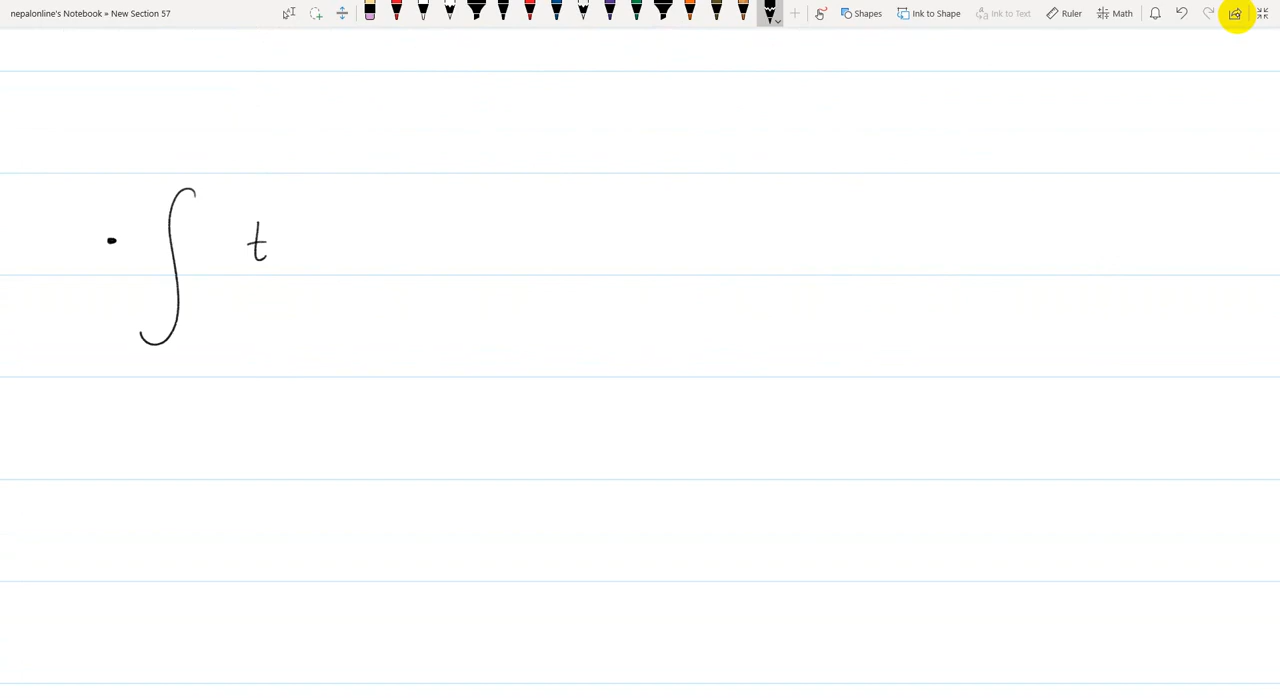 nepalonline's Notebook » New Section 57 Shapes Ink to Shape Ink to Text Ruler Math
· ∫ t